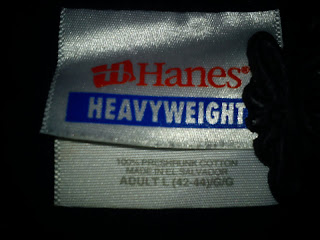 Hanes®
HEAVYWEIGHT
100% PRESHRUNK COTTON
MADE IN EL SALVADOR
ADULT L (42-44)/G/G